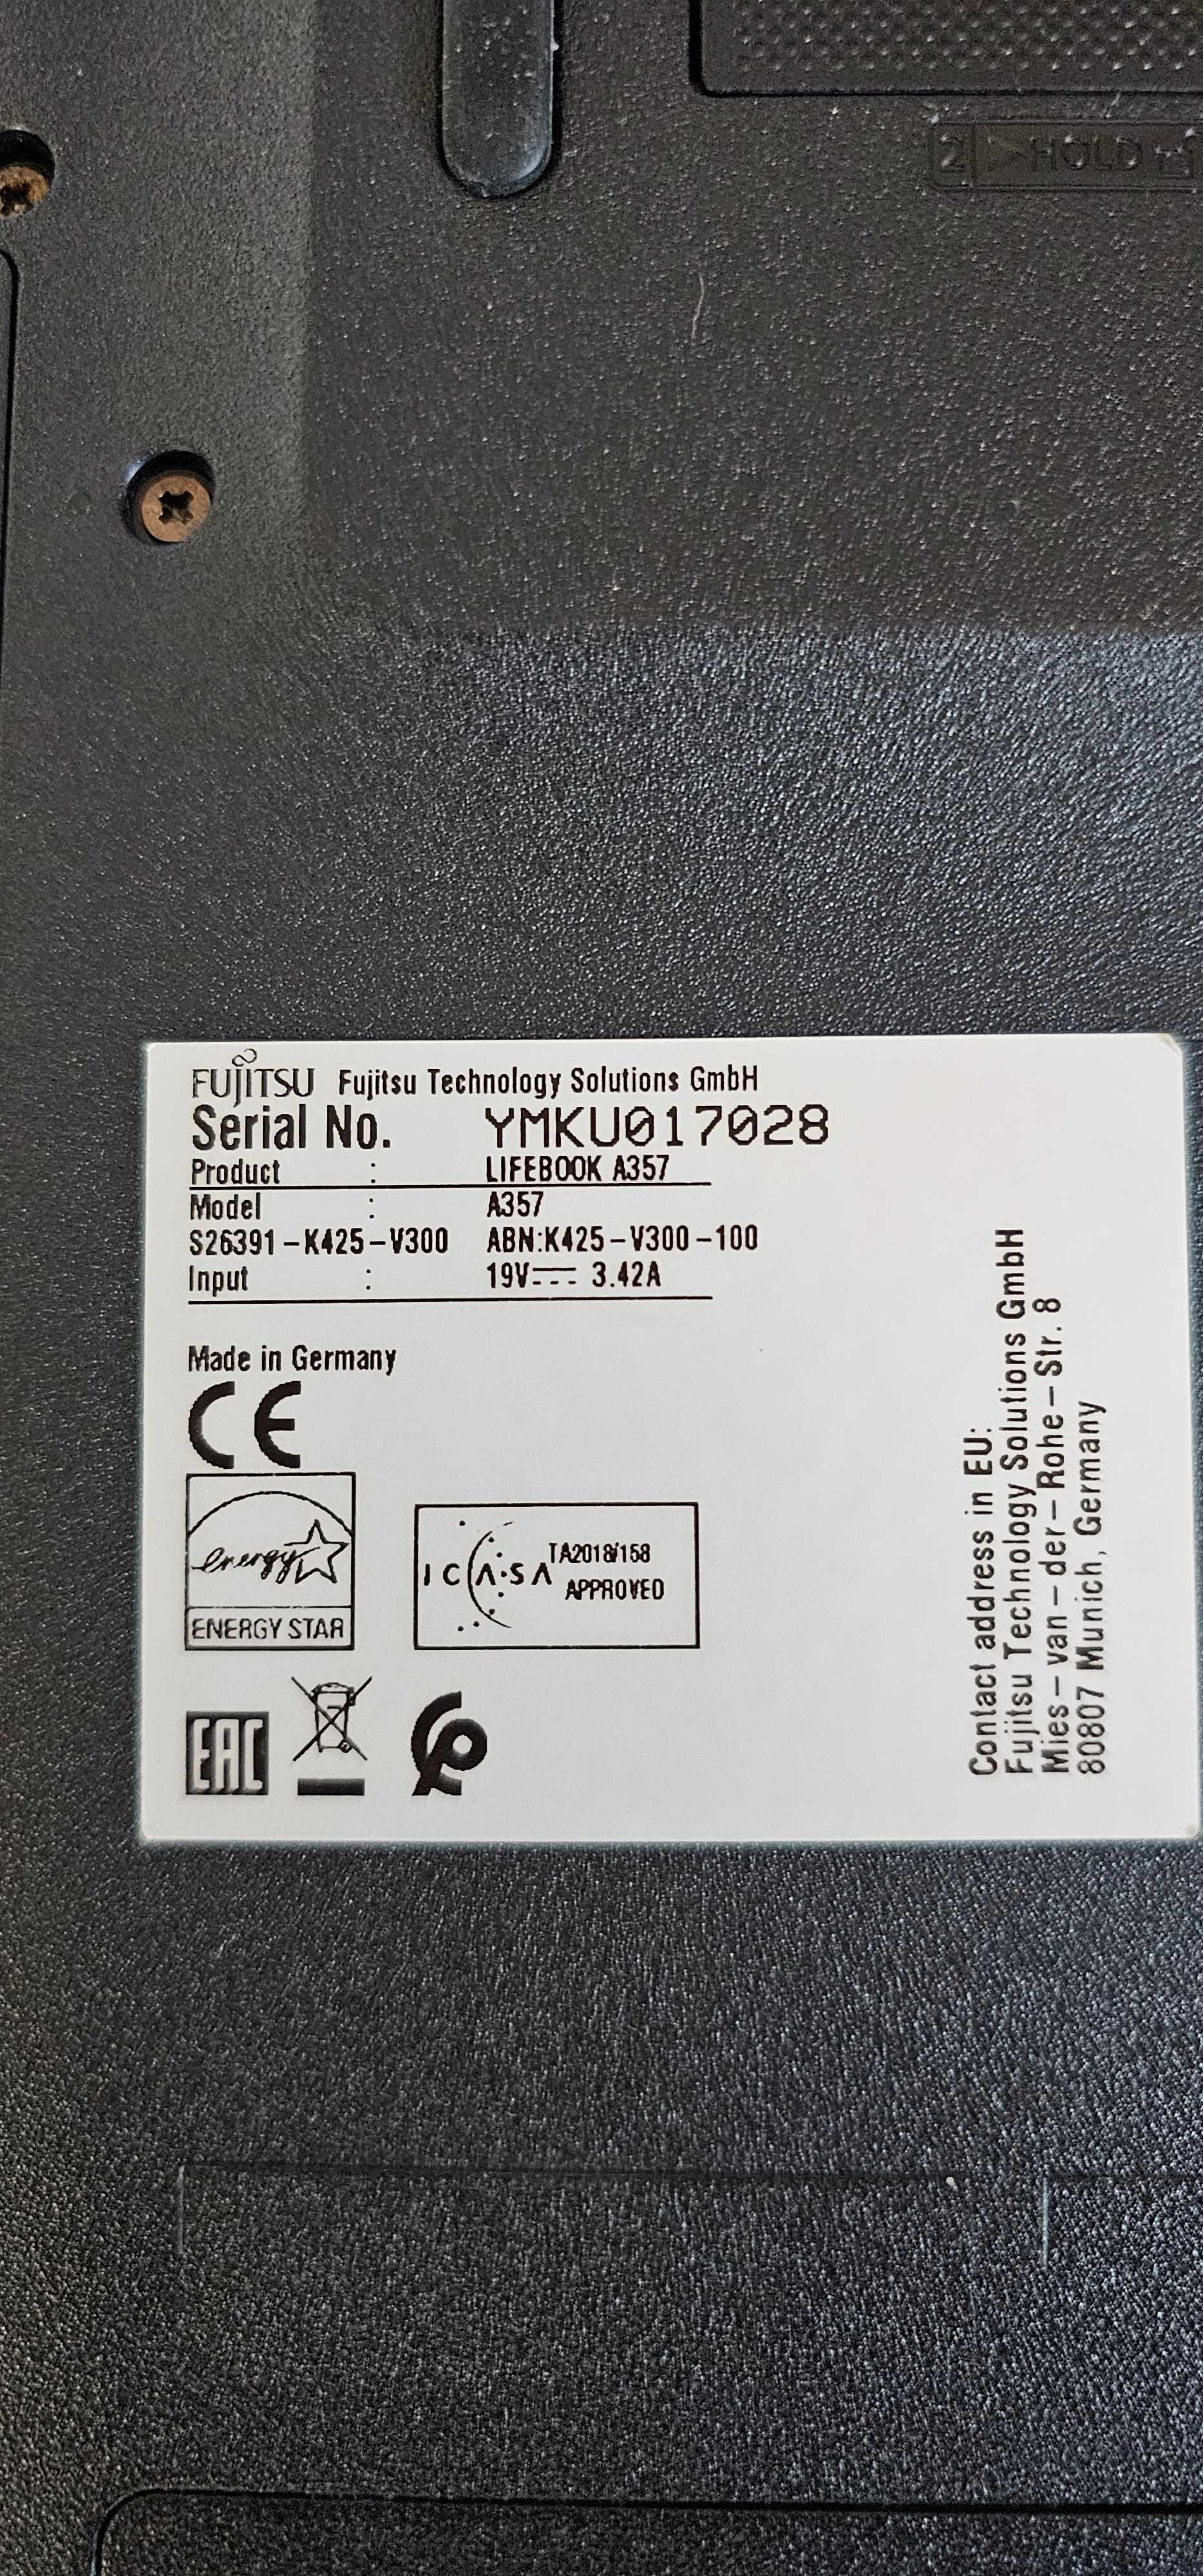 2 HOLD
FUJITSU Fujitsu Technology Solutions GmbH
Serial No. YMKU017028
Product : LIFEBOOK A357
Model : A357
S26391-K425-V300 ABN:K425-V300-100
Input : 19V 3.42A
Made in Germany
CE
energy
ENERGY STAR
ICASA TA2018/158
APPROVED
EAC
Contact address in EU:
Fujitsu Technology Solutions GmbH
Mies-van-der-Rohe-Str. 8
80807 Munich, Germany